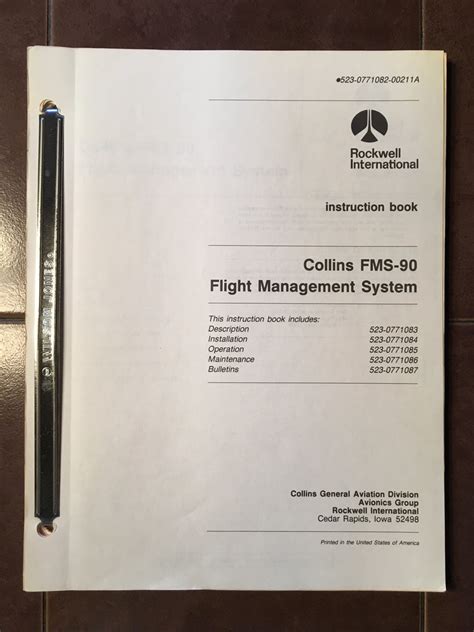 ●523-0771082-00211A
Rockwell
International
instruction book
Collins FMS-90
Flight Management System
This instruction book includes:
Description 523-0771083
Installation 523-0771084
Operation 523-0771085
Maintenance 523-0771086
Bulletins 523-0771087
Collins General Aviation Division
Avionics Group
Rockwell International
Cedar Rapids, Iowa 52498
Printed in the United States of America